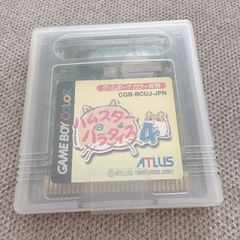 ゲームボーイカラー専用
CGB-BCUJ-JPN
GAME BOY COLOR
ハムスター
パラダイス4
ATLUS
© ATLUS 1999,2000,2001